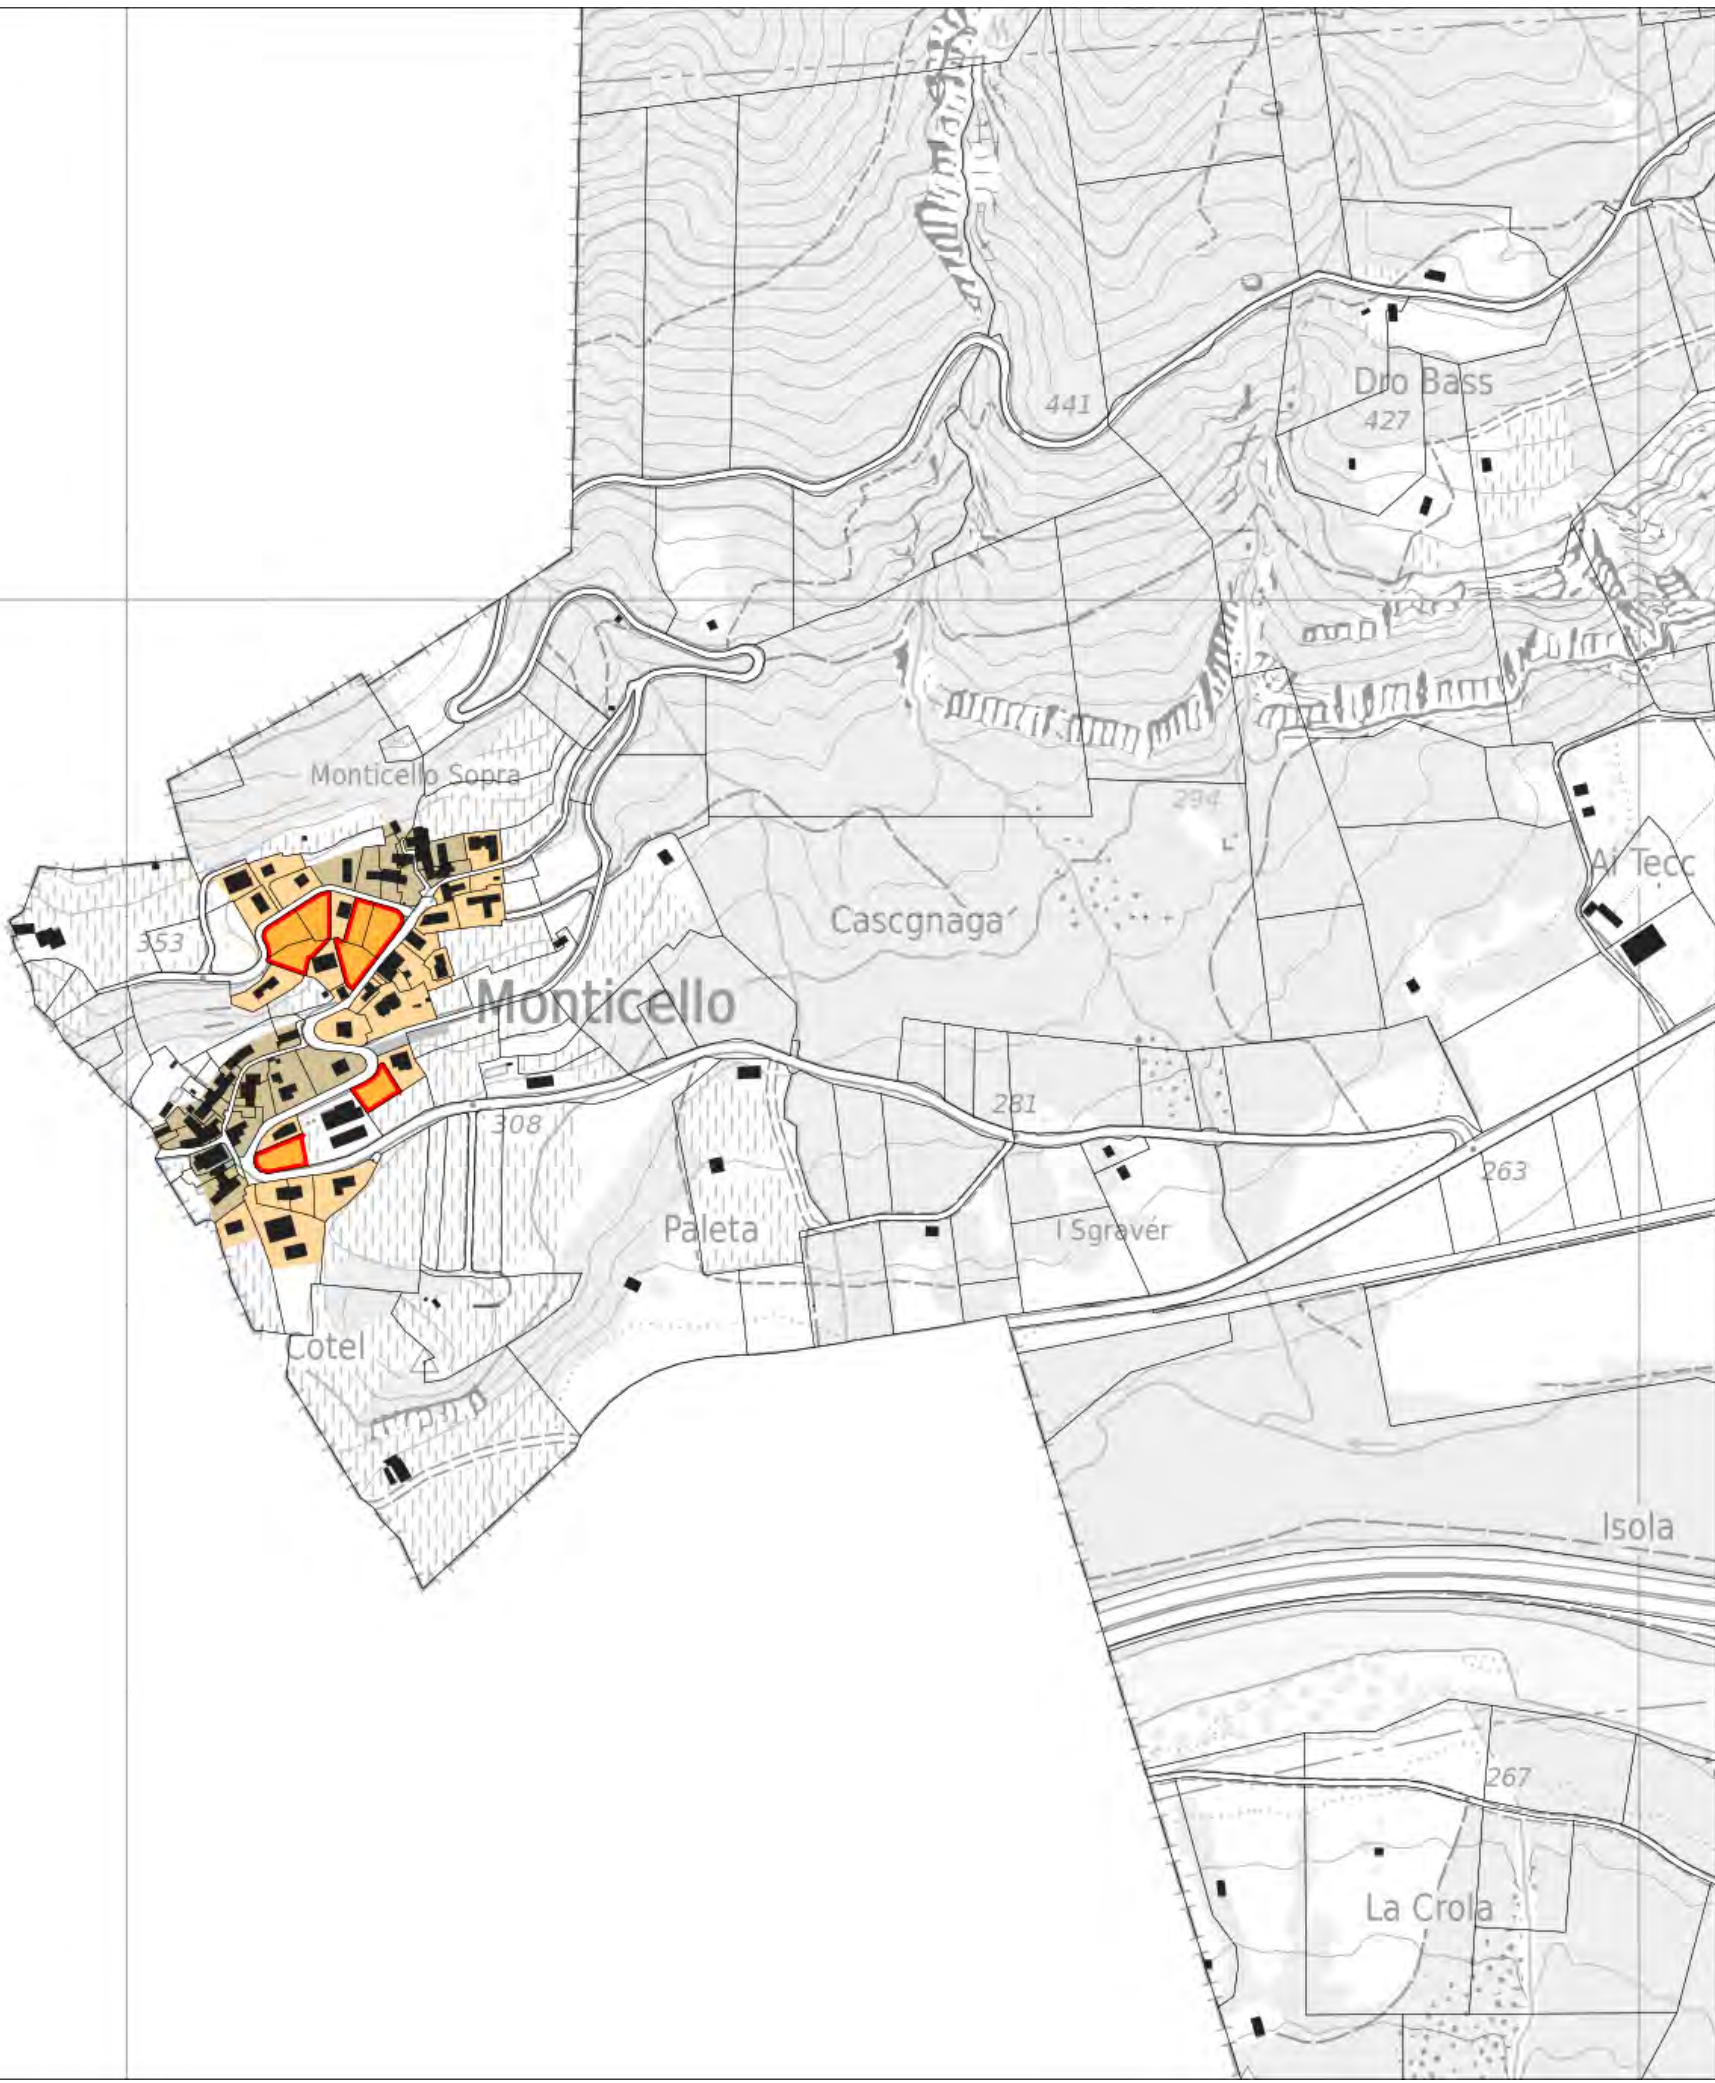 441
Dro Bass
427
Monticello Sopra
294
Ai Tecc
Cascgnaga´
353
Monticello
281
308
263
Paleta
I Sgravér
Cotel
Isola
267
La Crola